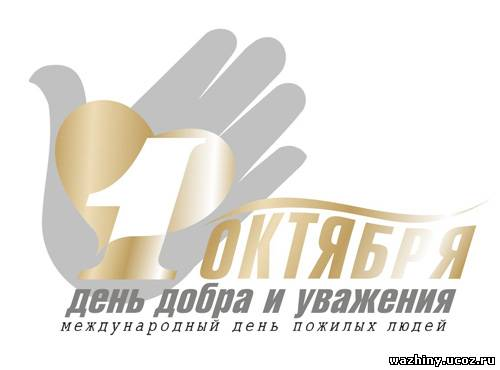 1 ОКТЯБРЯ
день добра и уважения
международный день пожилых людей
wazhiny.ucoz.ru